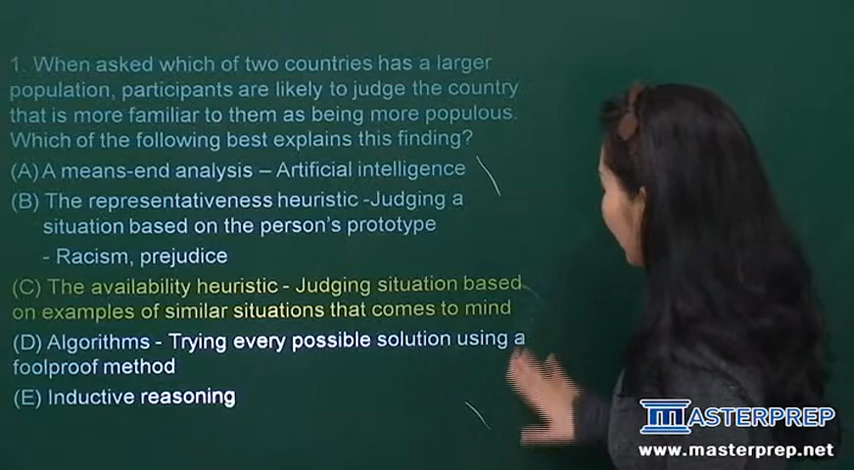 1. When asked which of two countries has a larger
population, participants are likely to judge the country
that is more familiar to them as being more populous.
Which of the following best explains this finding?
(A) A means-end analysis – Artificial intelligence
(B) The representativeness heuristic -Judging a
situation based on the person's prototype
- Racism, prejudice
(C) The availability heuristic - Judging situation based
on examples of similar situations that comes to mind
(D) Algorithms - Trying every possible solution using a
foolproof method
(E) Inductive reasoning
MASTERPREP
www.masterprep.net